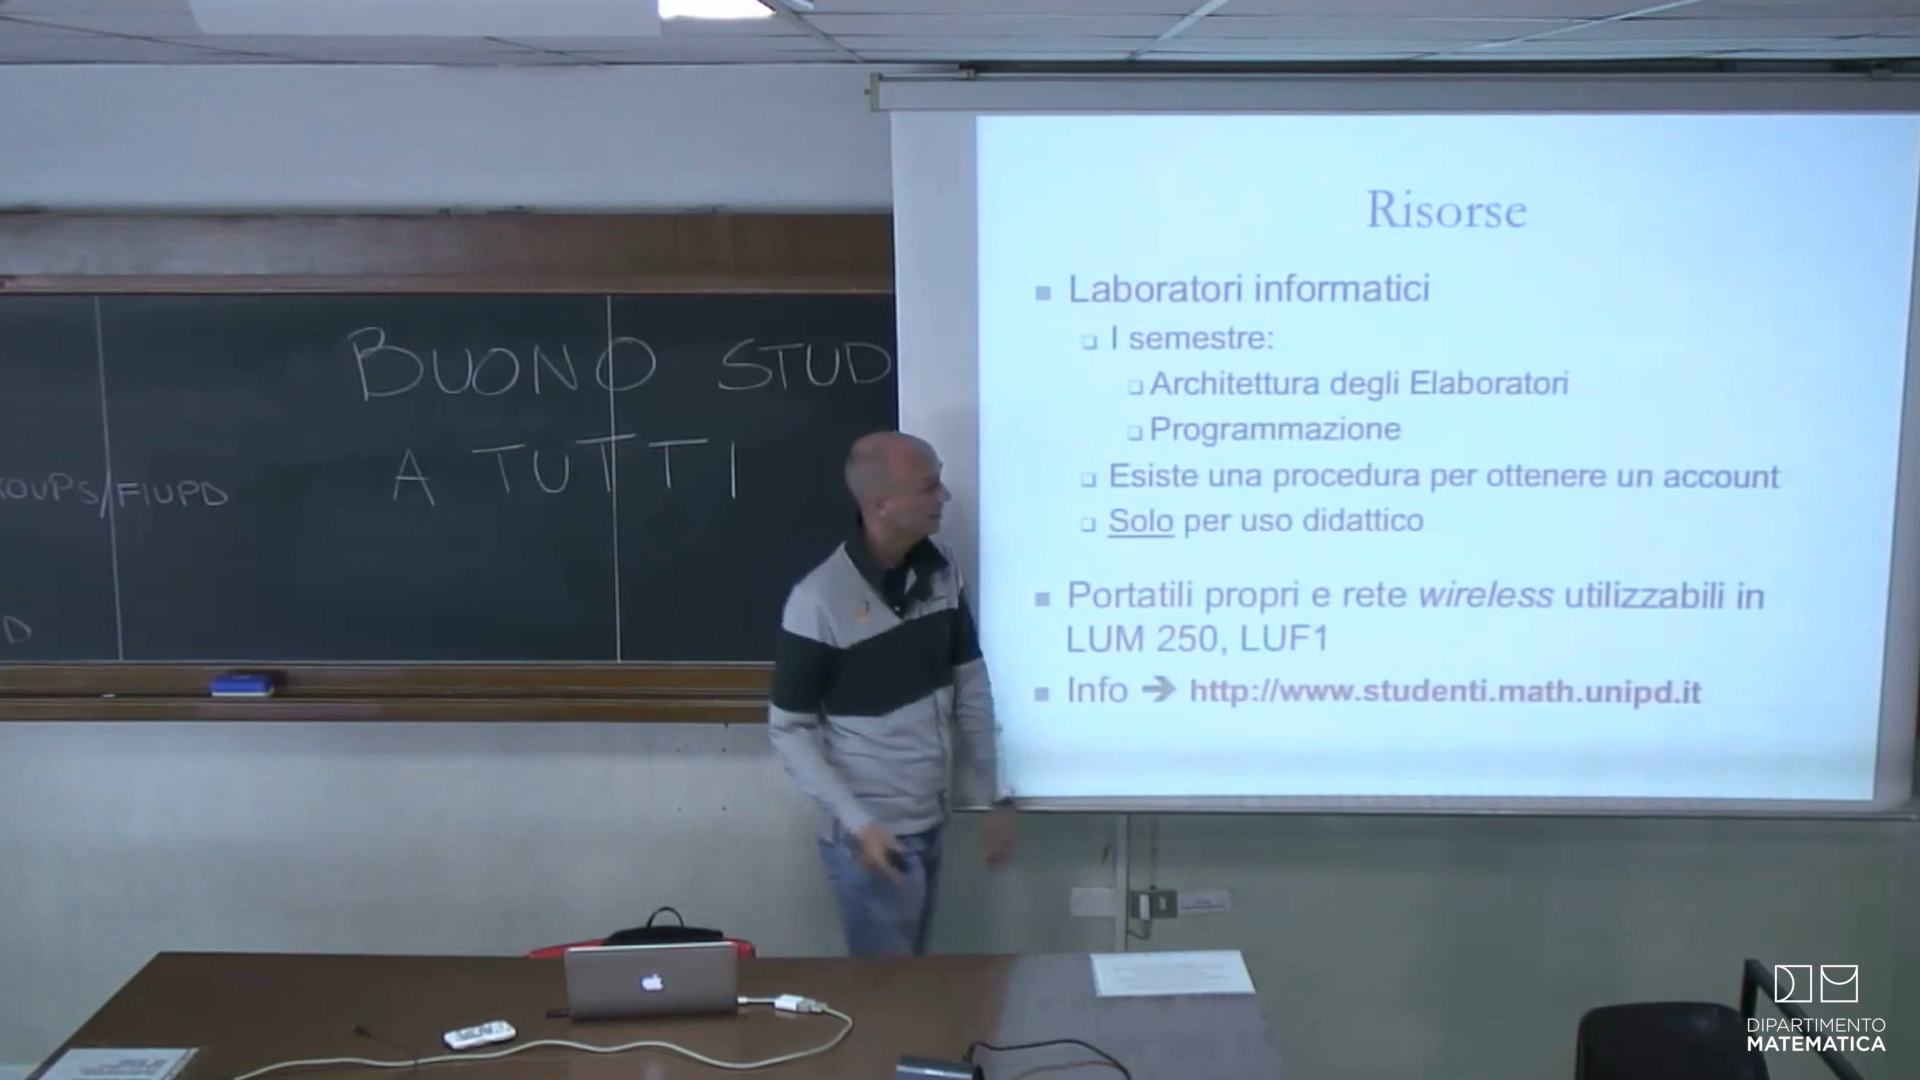 BUONO STUD
A TUTTI
OUPS/FIUPD
D
Risorse
Laboratori informatici
I semestre:
Architettura degli Elaboratori
Programmazione
Esiste una procedura per ottenere un account
Solo per uso didattico
Portatili propri e rete wireless utilizzabili in
LUM 250, LUF1
Info ➔ http://www.studenti.math.unipd.it
DIPARTIMENTO
MATEMATICA